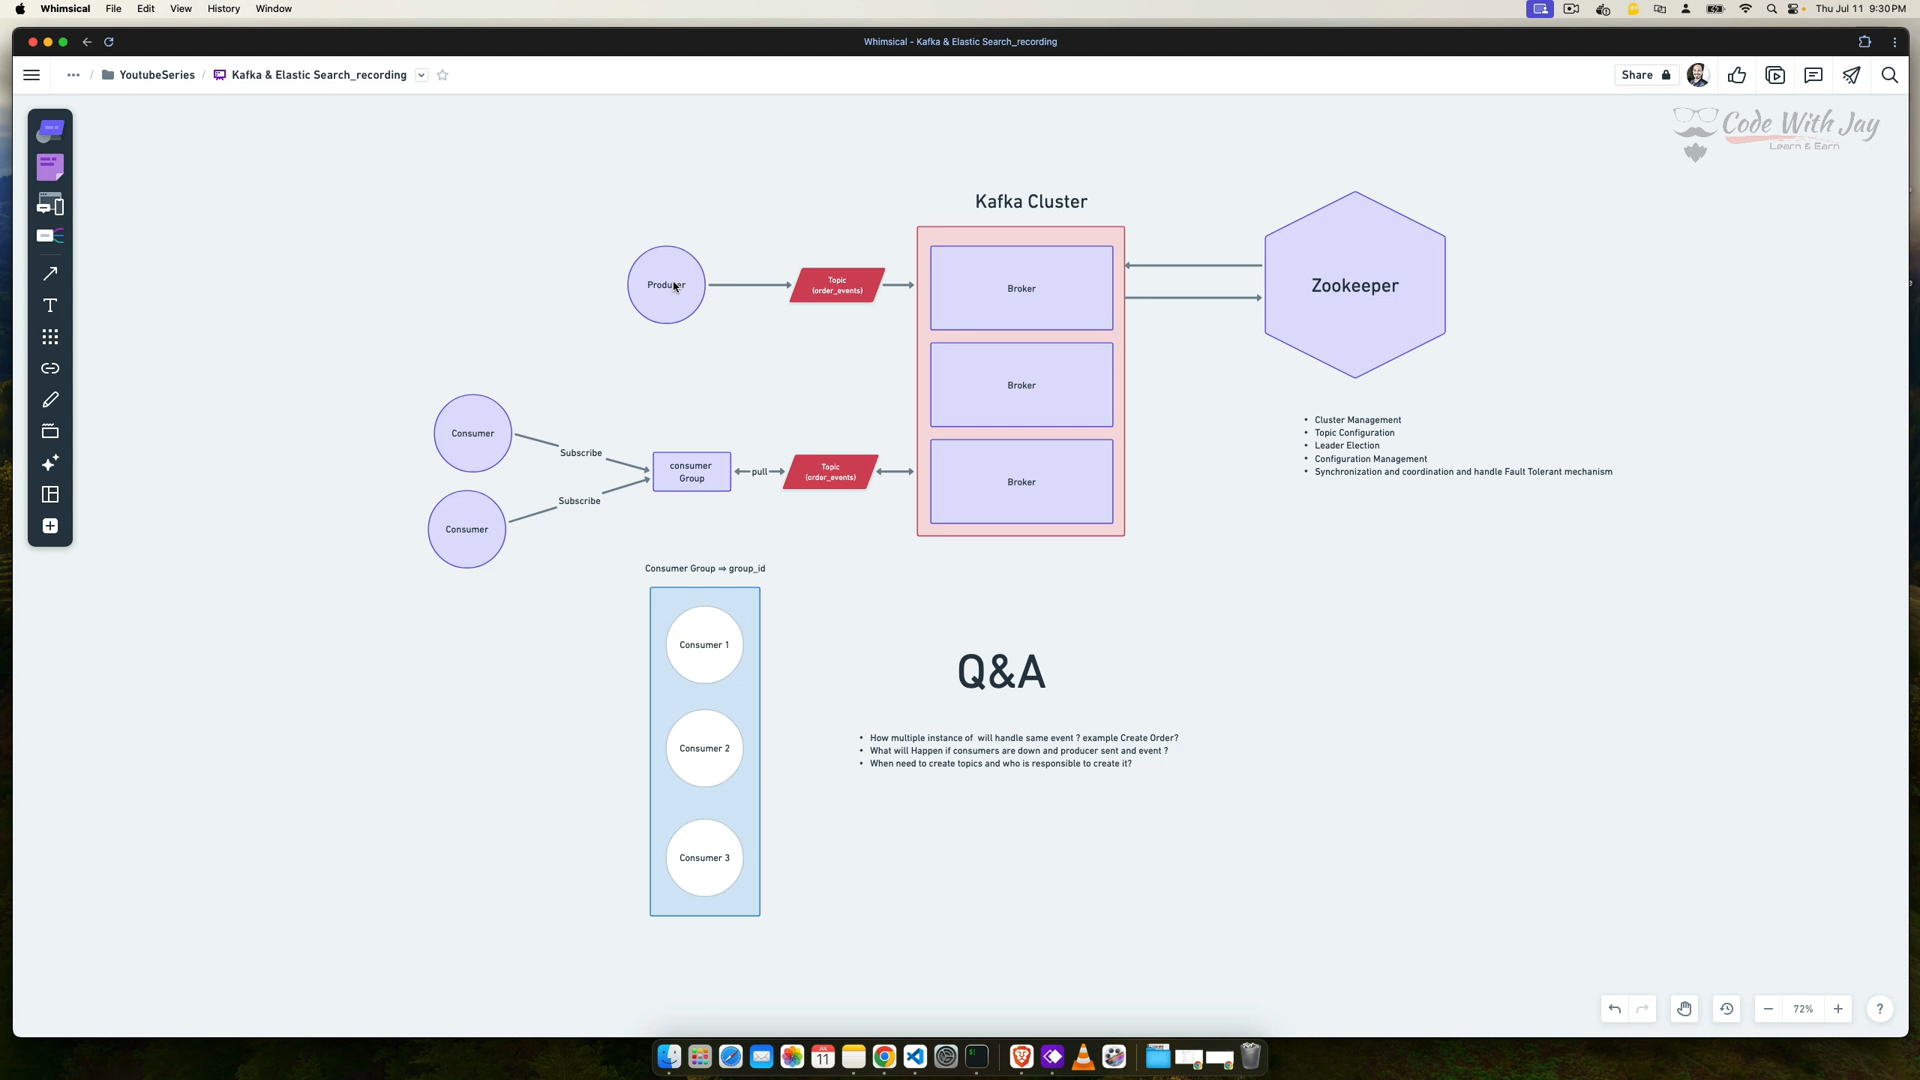 Whimsical File Edit View History Window
Thu Jul 11 9:30 PM
Whimsical - Kafka & Elastic Search_recording
... / YoutubeSeries / Kafka & Elastic Search_recording
Share
Code With Jay
Learn & Earn
Kafka Cluster
Producer
Topic
(order_events)
Broker
Zookeeper
Broker
Consumer
Subscribe
consumer
Group
pull
Topic
(order_events)
Broker
Subscribe
Consumer
• Cluster Management
• Topic Configuration
• Leader Election
• Configuration Management
• Synchronization and coordination and handle Fault Tolerant mechanism
Consumer Group ⇒ group_id
Consumer 1
Consumer 2
Consumer 3
Q&A
• How multiple instance of will handle same event ? example Create Order?
• What will Happen if consumers are down and producer sent and event ?
• When need to create topics and who is responsible to create it?
72%
?
JUL
11